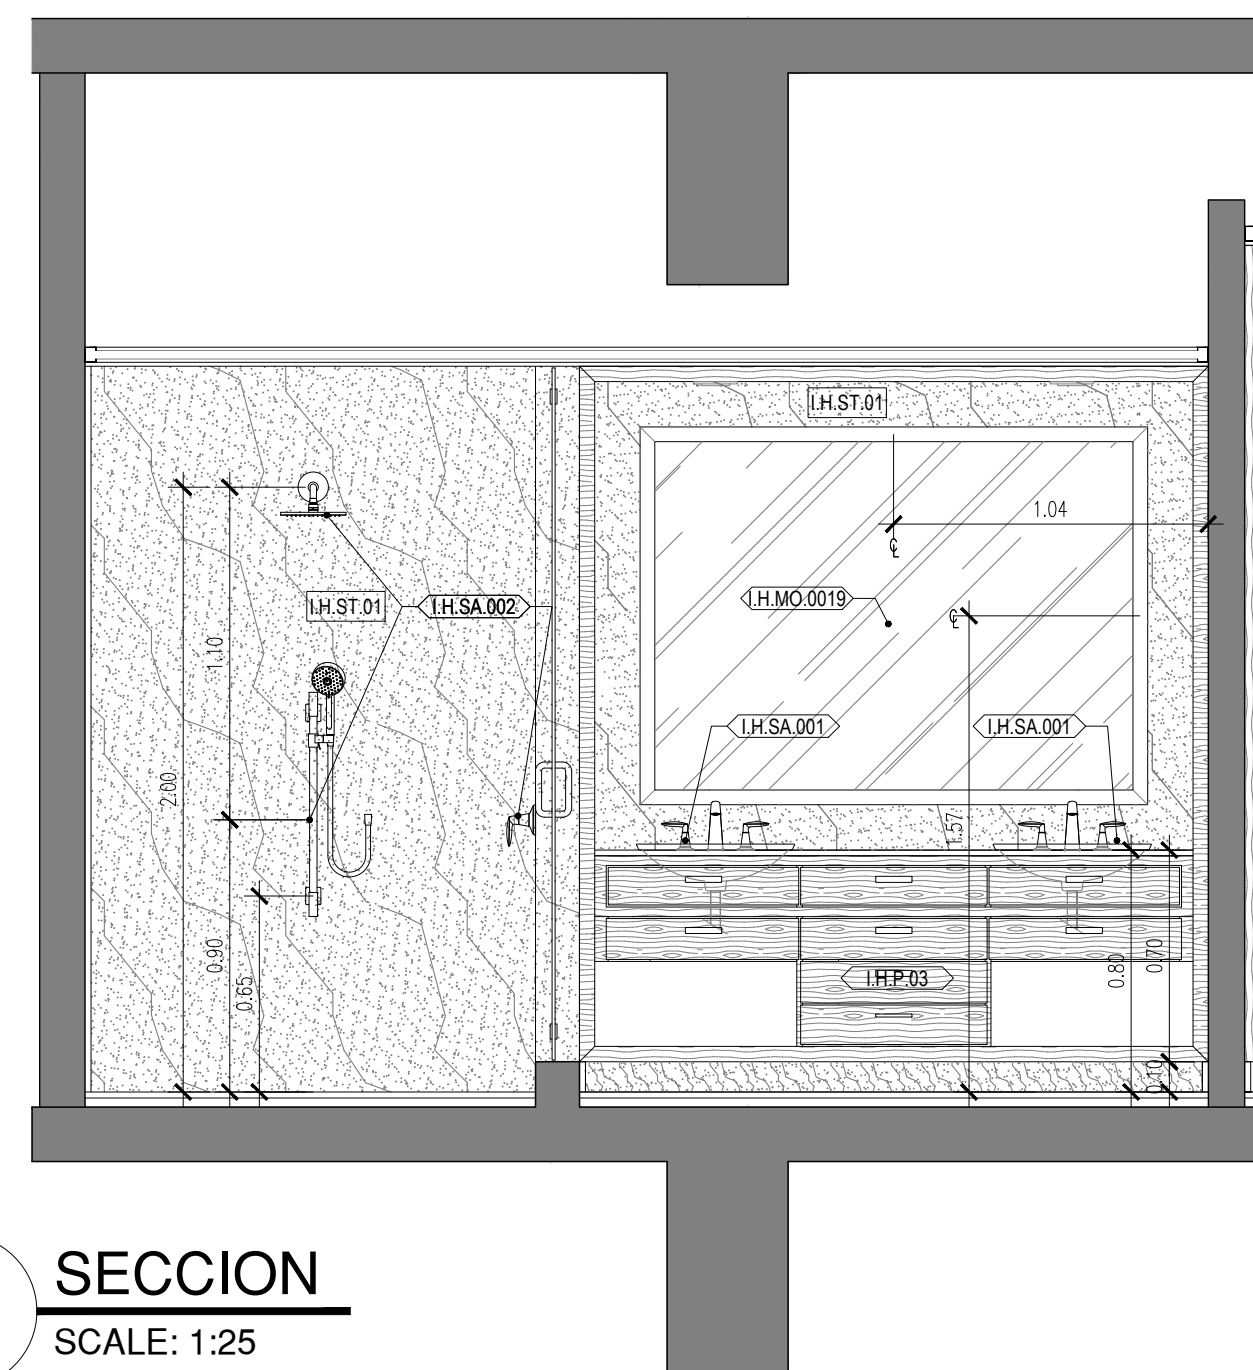 I.H.ST.01
1.04
℄
I.H.ST.01
I.H.SA.002
I.H.MO.0019
℄
1.10
I.H.SA.001
I.H.SA.001
2.00
1.57
0.90
0.65
I.H.P.03
0.80
0.70
0.10
SECCION
SCALE: 1:25